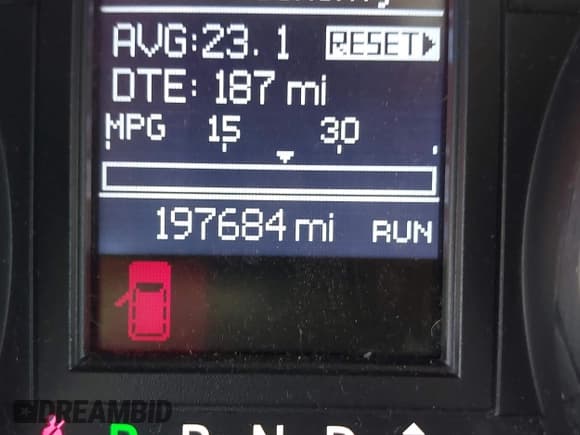 AVG:23.1 RESET
DTE: 187 mi
MPG 15 30
197684 mi RUN
DREAMBID
P R N D